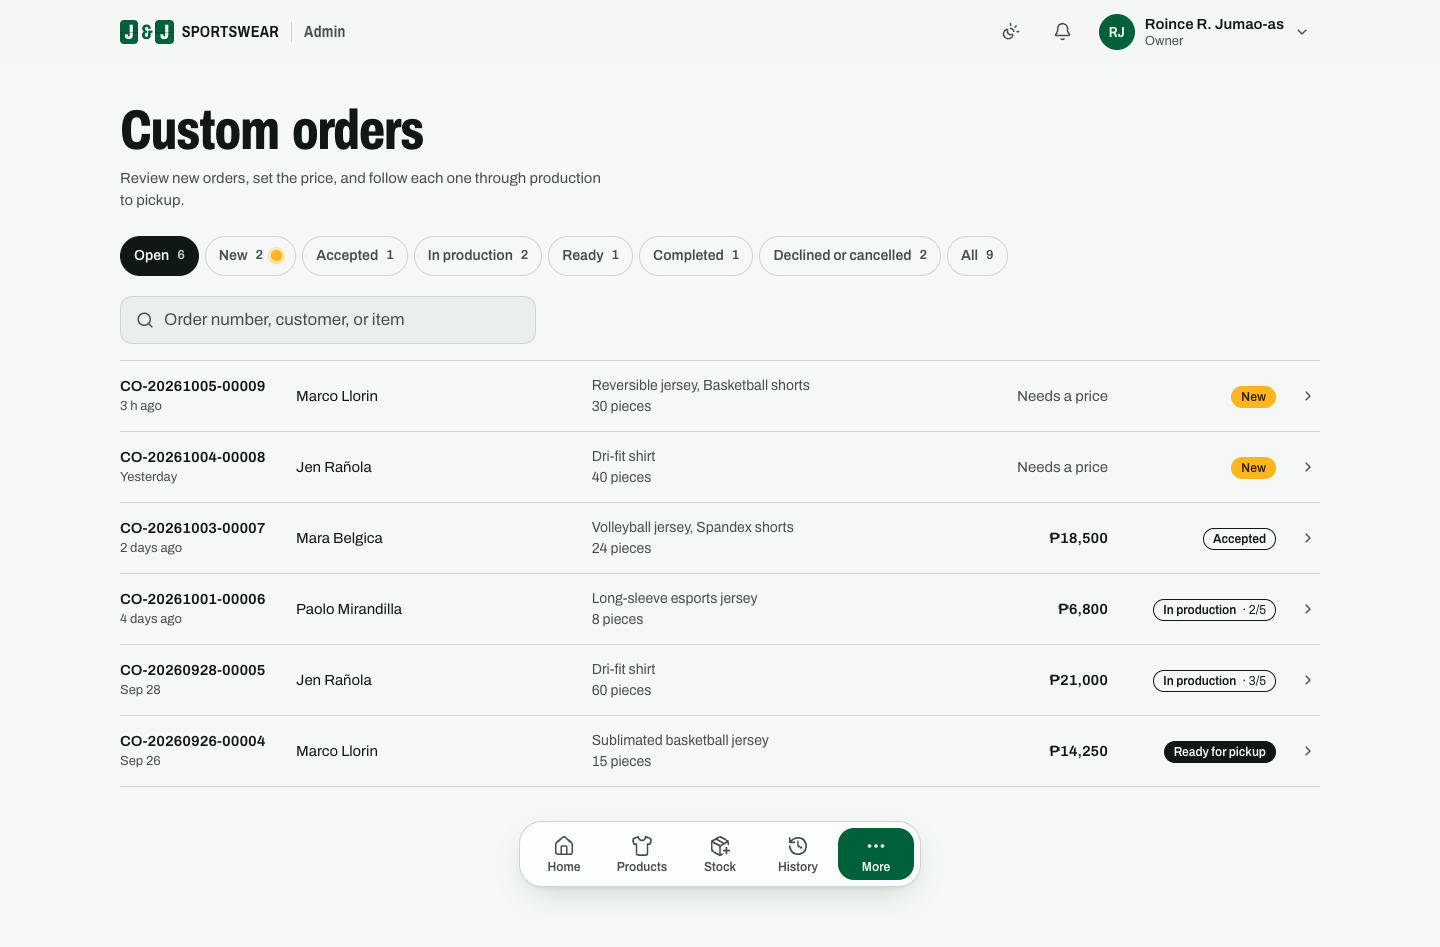 J & J SPORTSWEAR Admin
RJ Roince R. Jumao-as
Owner
Custom orders
Review new orders, set the price, and follow each one through production
to pickup.
Open 6 New 2 Accepted 1 In production 2 Ready 1 Completed 1 Declined or cancelled 2 All 9
Order number, customer, or item
CO-20261005-00009
3 h ago
Marco Llorin
Reversible jersey, Basketball shorts
30 pieces
Needs a price
New
CO-20261004-00008
Yesterday
Jen Rañola
Dri-fit shirt
40 pieces
Needs a price
New
CO-20261003-00007
2 days ago
Mara Belgica
Volleyball jersey, Spandex shorts
24 pieces
₱18,500
Accepted
CO-20261001-00006
4 days ago
Paolo Mirandilla
Long-sleeve esports jersey
8 pieces
₱6,800
In production · 2/5
CO-20260928-00005
Sep 28
Jen Rañola
Dri-fit shirt
60 pieces
₱21,000
In production · 3/5
CO-20260926-00004
Sep 26
Marco Llorin
Sublimated basketball jersey
15 pieces
₱14,250
Ready for pickup
Home Products Stock History More